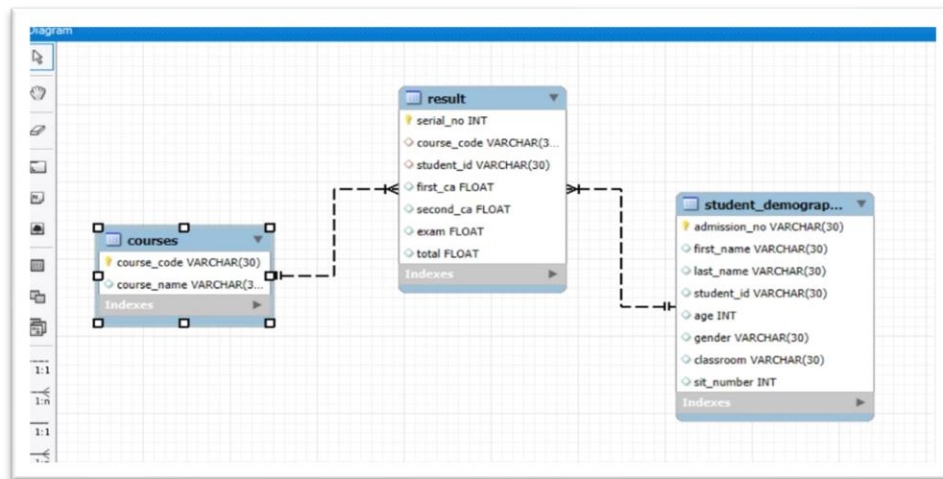 Diagram
result
serial_no INT
course_code VARCHAR(3...
student_id VARCHAR(30)
first_ca FLOAT
second_ca FLOAT
exam FLOAT
total FLOAT
Indexes
courses
course_code VARCHAR(30)
course_name VARCHAR(3...
Indexes
student_demograp...
admission_no VARCHAR(30)
first_name VARCHAR(30)
last_name VARCHAR(30)
student_id VARCHAR(30)
age INT
gender VARCHAR(30)
classroom VARCHAR(30)
sit_number INT
Indexes
1:1
1:n
1:1